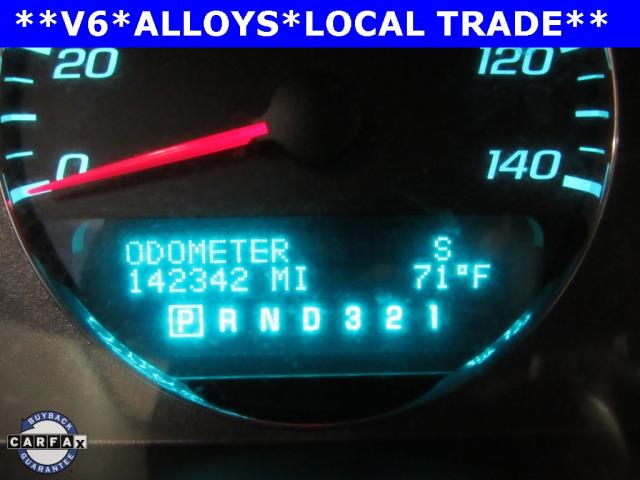 **V6*ALLOYS*LOCAL TRADE**
20
120
0
140
ODOMETER S
142342 MI 71°F
P R N D 3 2 1
BUYBACK
CARFAX
GUARANTEE